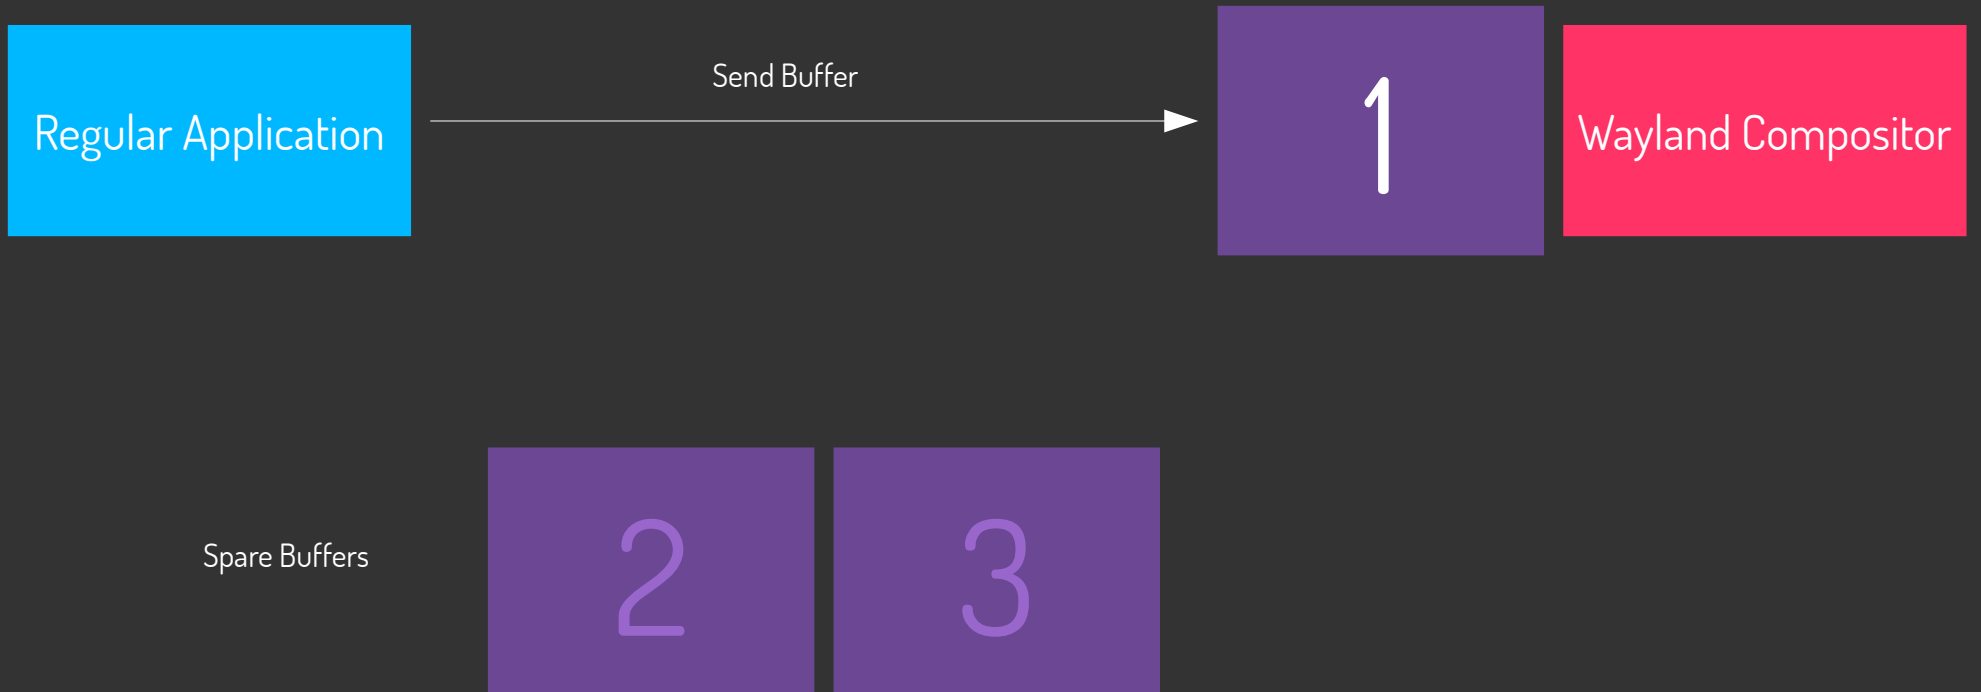 Send Buffer
Regular Application
1
Wayland Compositor
Spare Buffers
2
3